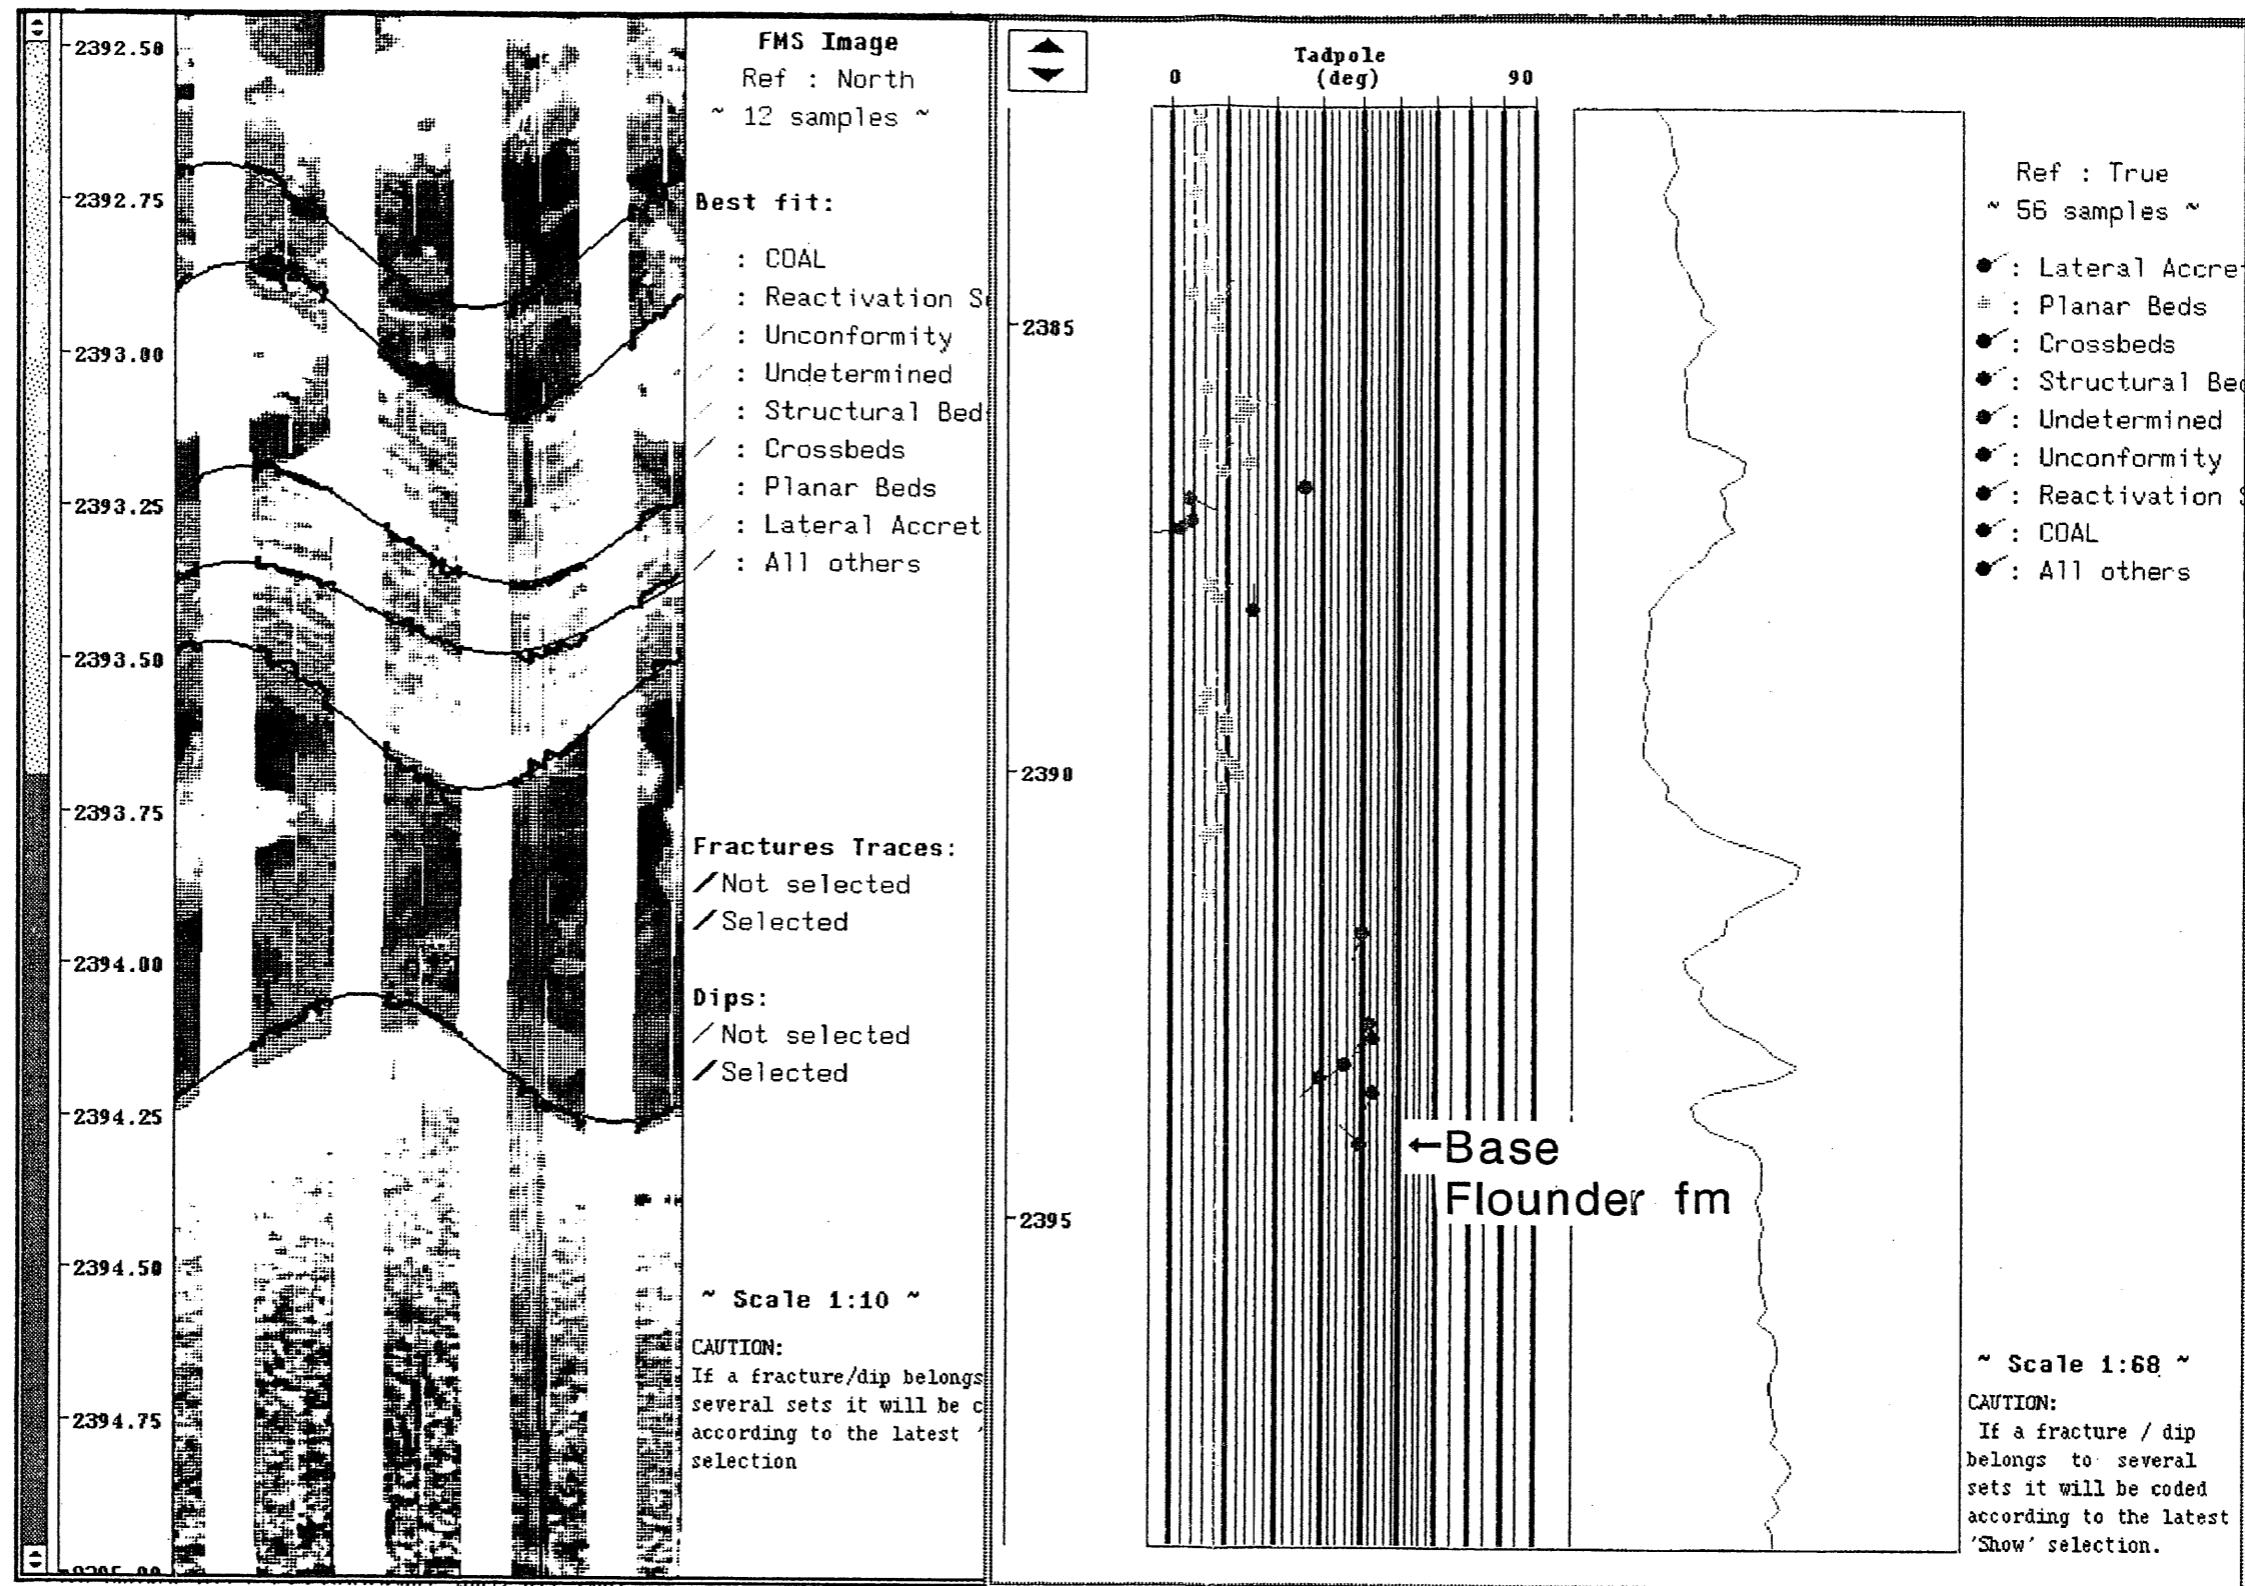 2392.50
2392.75
2393.00
2393.25
2393.50
2393.75
2394.00
2394.25
2394.50
2394.75
2395.00
FMS Image
Ref : North
~ 12 samples ~
Best fit:
: COAL
: Reactivation S
: Unconformity
: Undetermined
: Structural Bed
: Crossbeds
: Planar Beds
: Lateral Accret
: All others
Fractures Traces:
Not selected
Selected
Dips:
Not selected
Selected
~ Scale 1:10 ~
CAUTION:
If a fracture/dip belongs
several sets it will be c
according to the latest '
selection
Tadpole
(deg)
0 90
2385
2390
2395
←Base
Flounder fm
Ref : True
~ 56 samples ~
: Lateral Accre
: Planar Beds
: Crossbeds
: Structural Be
: Undetermined
: Unconformity
: Reactivation S
: COAL
: All others
~ Scale 1:68 ~
CAUTION:
If a fracture / dip
belongs to several
sets it will be coded
according to the latest
'Show' selection.